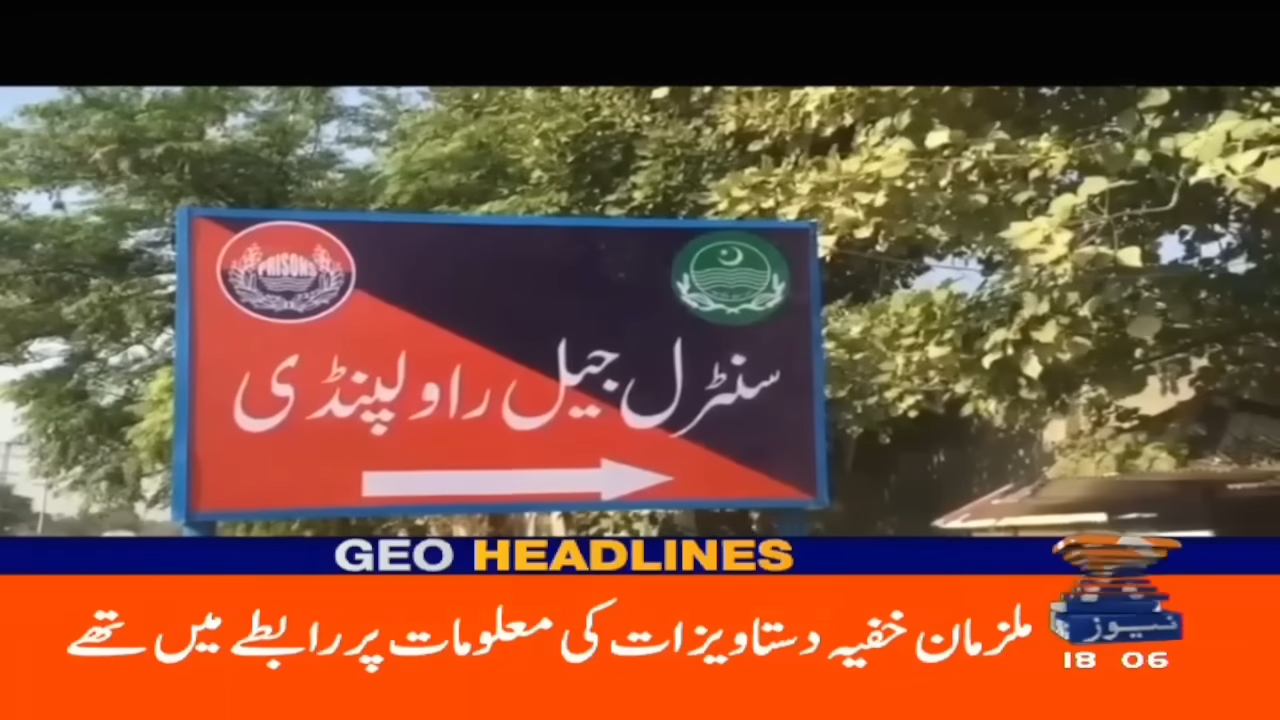 PRISONS
سنٹرل جیل راولپنڈی
GEO HEADLINES
ملزمان خفیہ دستاویزات کی معلومات پر رابطے میں تھے
نیوز
18 06